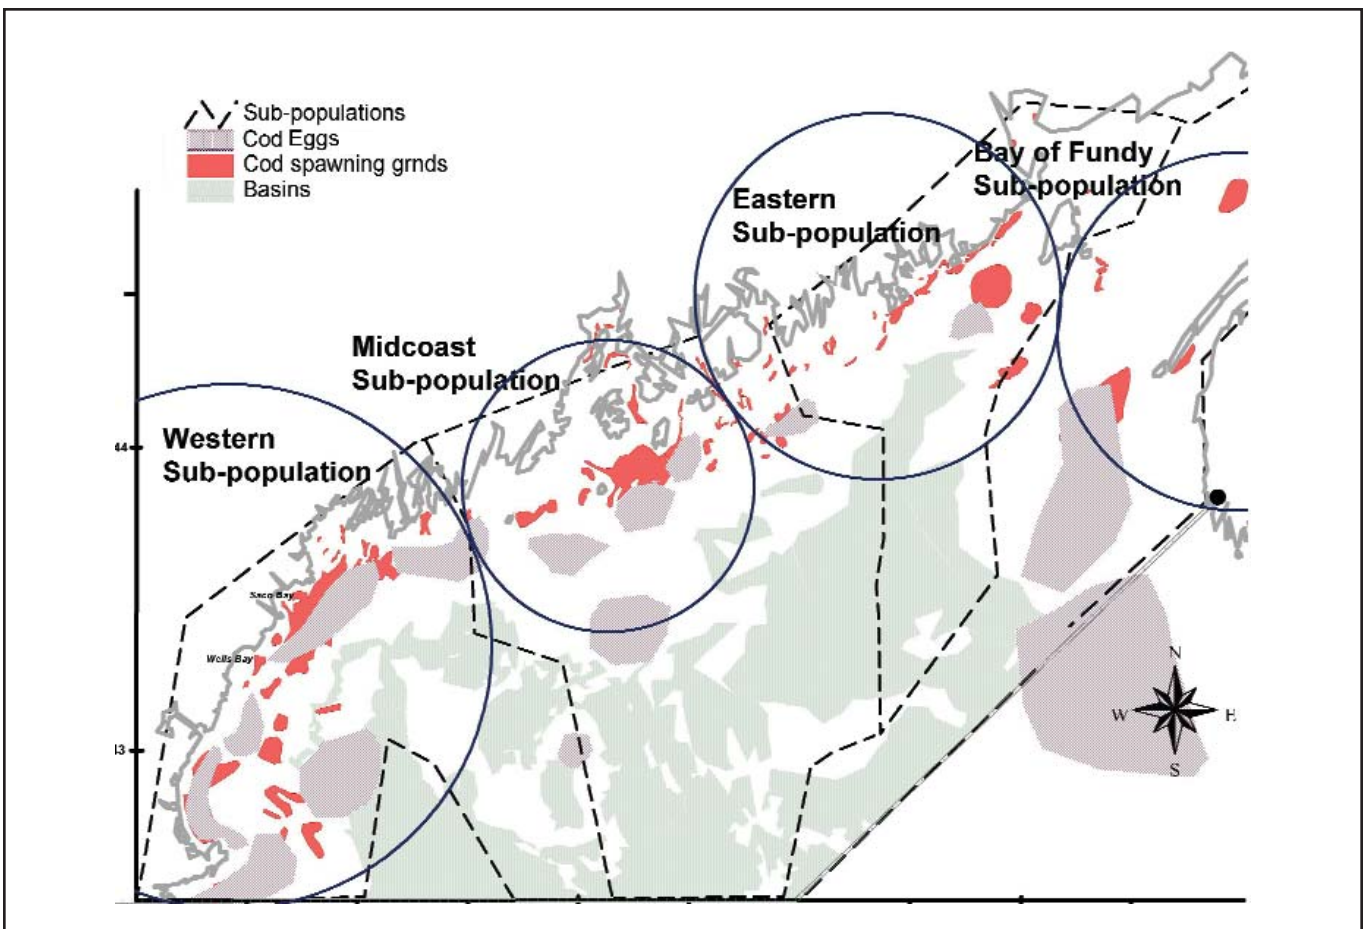 Sub-populations
Cod Eggs
Cod spawning grnds
Basins
Bay of Fundy
Sub-population
Eastern
Sub-population
Midcoast
Sub-population
Western
Sub-population
44
Saco Bay
Wells Bay
N
W
E
S